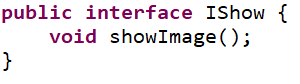 public interface IShow {
    void showImage();
}